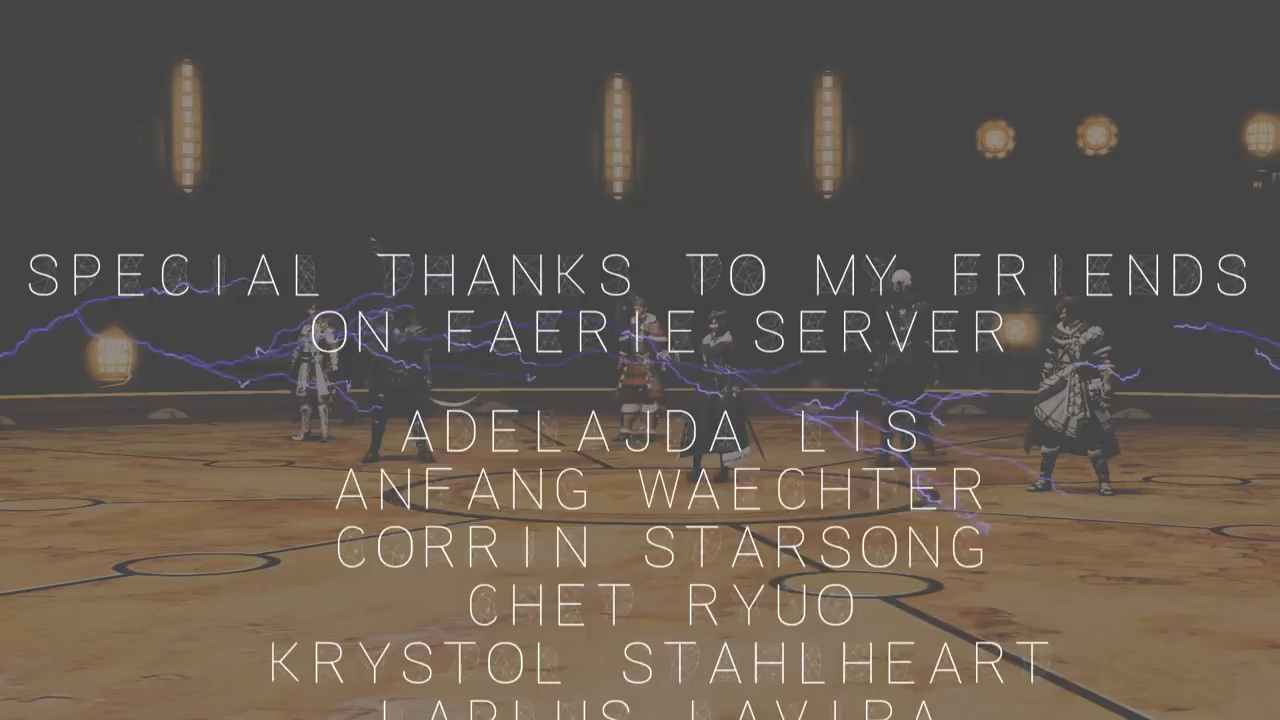 SPECIAL THANKS TO MY FRIENDS
ON FAERIE SERVER
ADELAJDA LIS
ANFANG WAECHTER
CORRIN STARSONG
CHET RYUO
KRYSTOL STAHLHEART